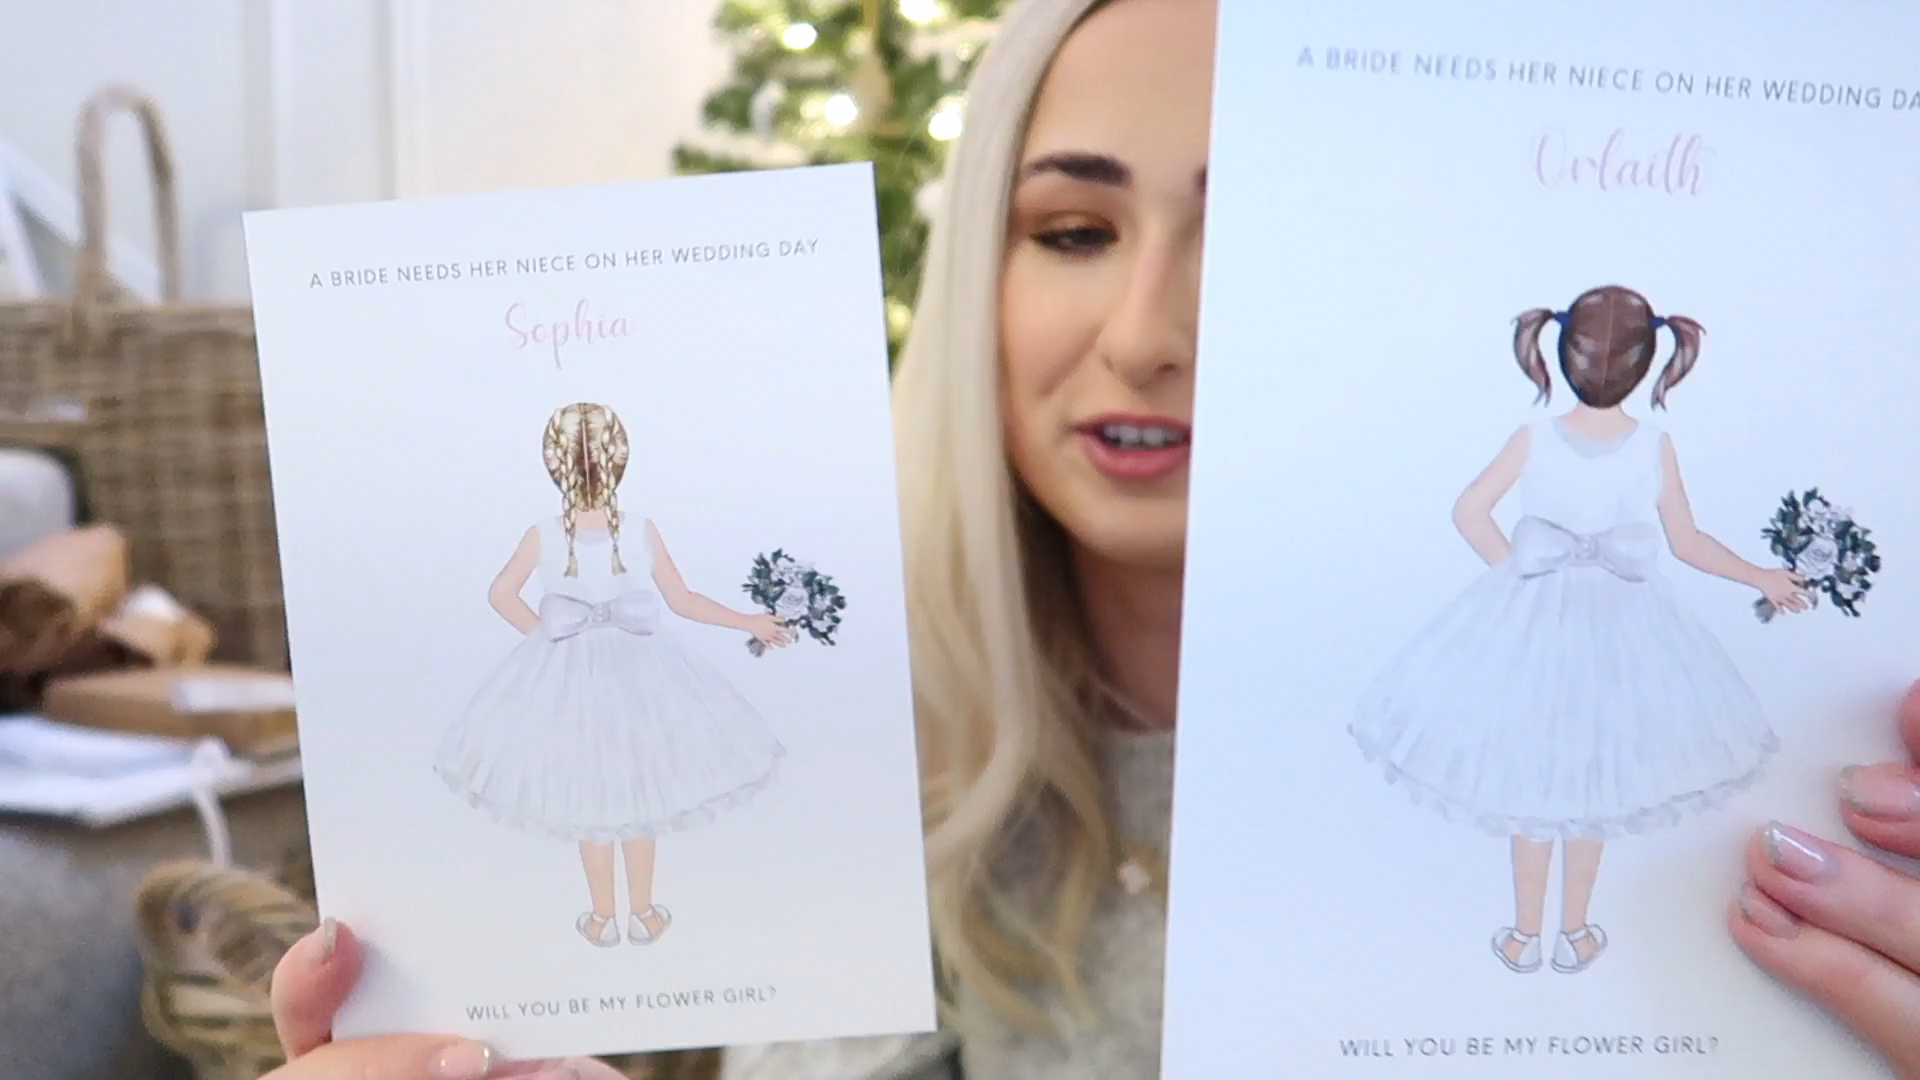 A BRIDE NEEDS HER NIECE ON HER WEDDING DAY
Sophia
WILL YOU BE MY FLOWER GIRL?
A BRIDE NEEDS HER NIECE ON HER WEDDING DA
Orlaith
WILL YOU BE MY FLOWER GIRL?